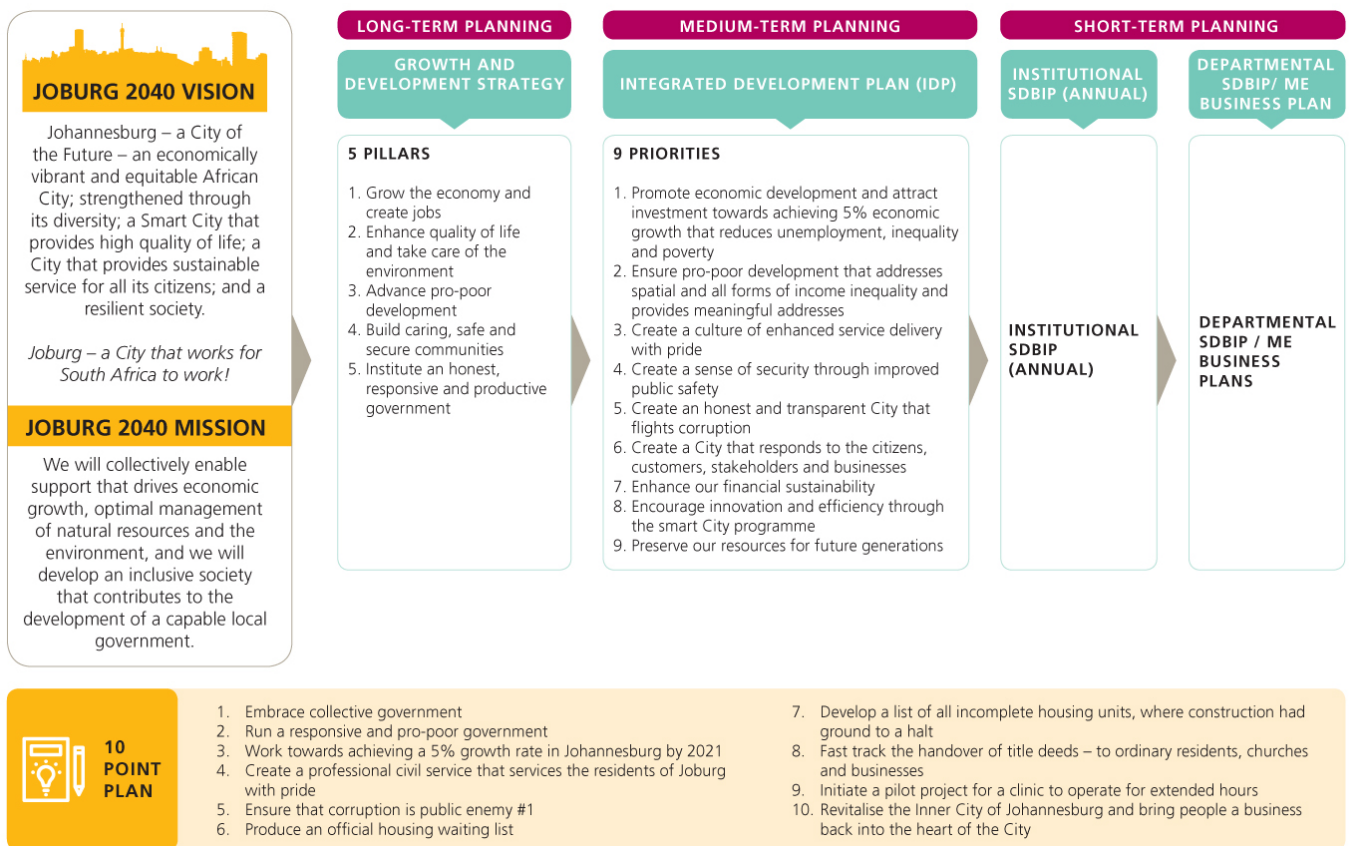 JOBURG 2040 VISION
Johannesburg – a City of
the Future – an economically
vibrant and equitable African
City; strengthened through
its diversity; a Smart City that
provides high quality of life; a
City that provides sustainable
service for all its citizens; and a
resilient society.
Joburg – a City that works for
South Africa to work!
JOBURG 2040 MISSION
We will collectively enable
support that drives economic
growth, optimal management
of natural resources and the
environment, and we will
develop an inclusive society
that contributes to the
development of a capable local
government.
LONG-TERM PLANNING
GROWTH AND
DEVELOPMENT STRATEGY
5 PILLARS
1. Grow the economy and
create jobs
2. Enhance quality of life
and take care of the
environment
3. Advance pro-poor
development
4. Build caring, safe and
secure communities
5. Institute an honest,
responsive and productive
government
MEDIUM-TERM PLANNING
INTEGRATED DEVELOPMENT PLAN (IDP)
9 PRIORITIES
1. Promote economic development and attract
investment towards achieving 5% economic
growth that reduces unemployment, inequality
and poverty
2. Ensure pro-poor development that addresses
spatial and all forms of income inequality and
provides meaningful addresses
3. Create a culture of enhanced service delivery
with pride
4. Create a sense of security through improved
public safety
5. Create an honest and transparent City that
flights corruption
6. Create a City that responds to the citizens,
customers, stakeholders and businesses
7. Enhance our financial sustainability
8. Encourage innovation and efficiency through
the smart City programme
9. Preserve our resources for future generations
SHORT-TERM PLANNING
INSTITUTIONAL
SDBIP (ANNUAL)
INSTITUTIONAL
SDBIP
(ANNUAL)
DEPARTMENTAL
SDBIP/ ME
BUSINESS PLAN
DEPARTMENTAL
SDBIP / ME
BUSINESS
PLANS
10
POINT
PLAN
1. Embrace collective government
2. Run a responsive and pro-poor government
3. Work towards achieving a 5% growth rate in Johannesburg by 2021
4. Create a professional civil service that services the residents of Joburg
with pride
5. Ensure that corruption is public enemy #1
6. Produce an official housing waiting list
7. Develop a list of all incomplete housing units, where construction had
ground to a halt
8. Fast track the handover of title deeds – to ordinary residents, churches
and businesses
9. Initiate a pilot project for a clinic to operate for extended hours
10. Revitalise the Inner City of Johannesburg and bring people a business
back into the heart of the City